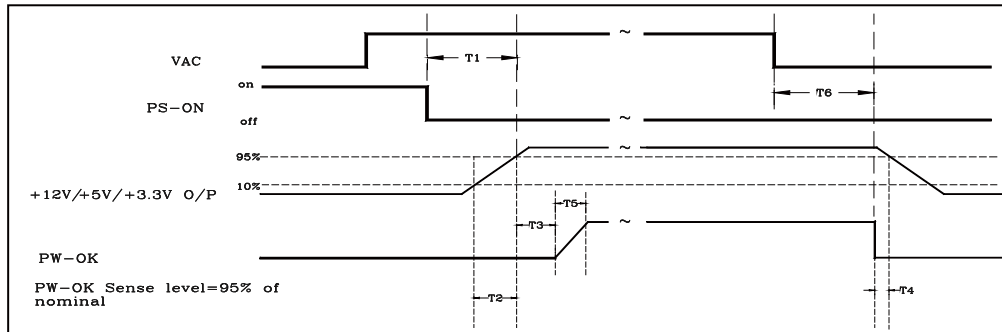 VAC
T1
T6
on
PS-ON
off
95%
+12V/+5V/+3.3V O/P
10%
T5
T3
PW-OK
T4
PW-OK Sense level=95% of
nominal
T2
~
~
~
~